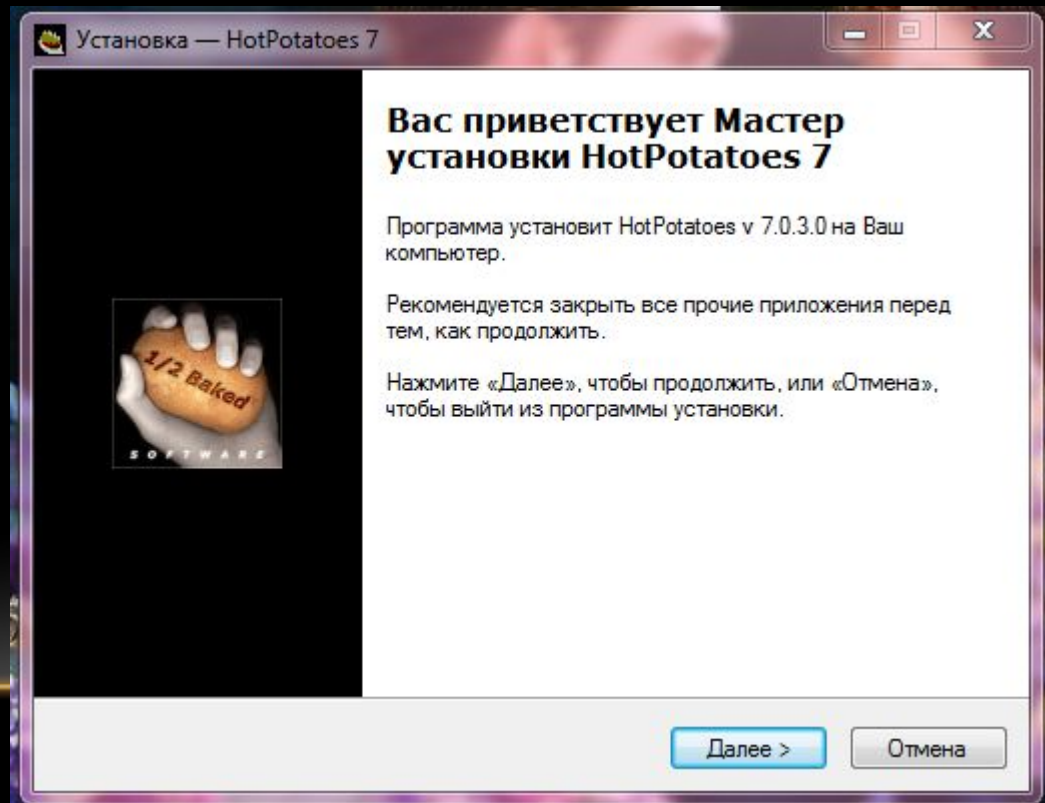 Установка — HotPotatoes 7
Вас приветствует Мастер
установки HotPotatoes 7
Программа установит HotPotatoes v 7.0.3.0 на Ваш
компьютер.
Рекомендуется закрыть все прочие приложения перед
тем, как продолжить.
Нажмите «Далее», чтобы продолжить, или «Отмена»,
чтобы выйти из программы установки.
1/2 Baked
SOFTWARE
Далее >
Отмена